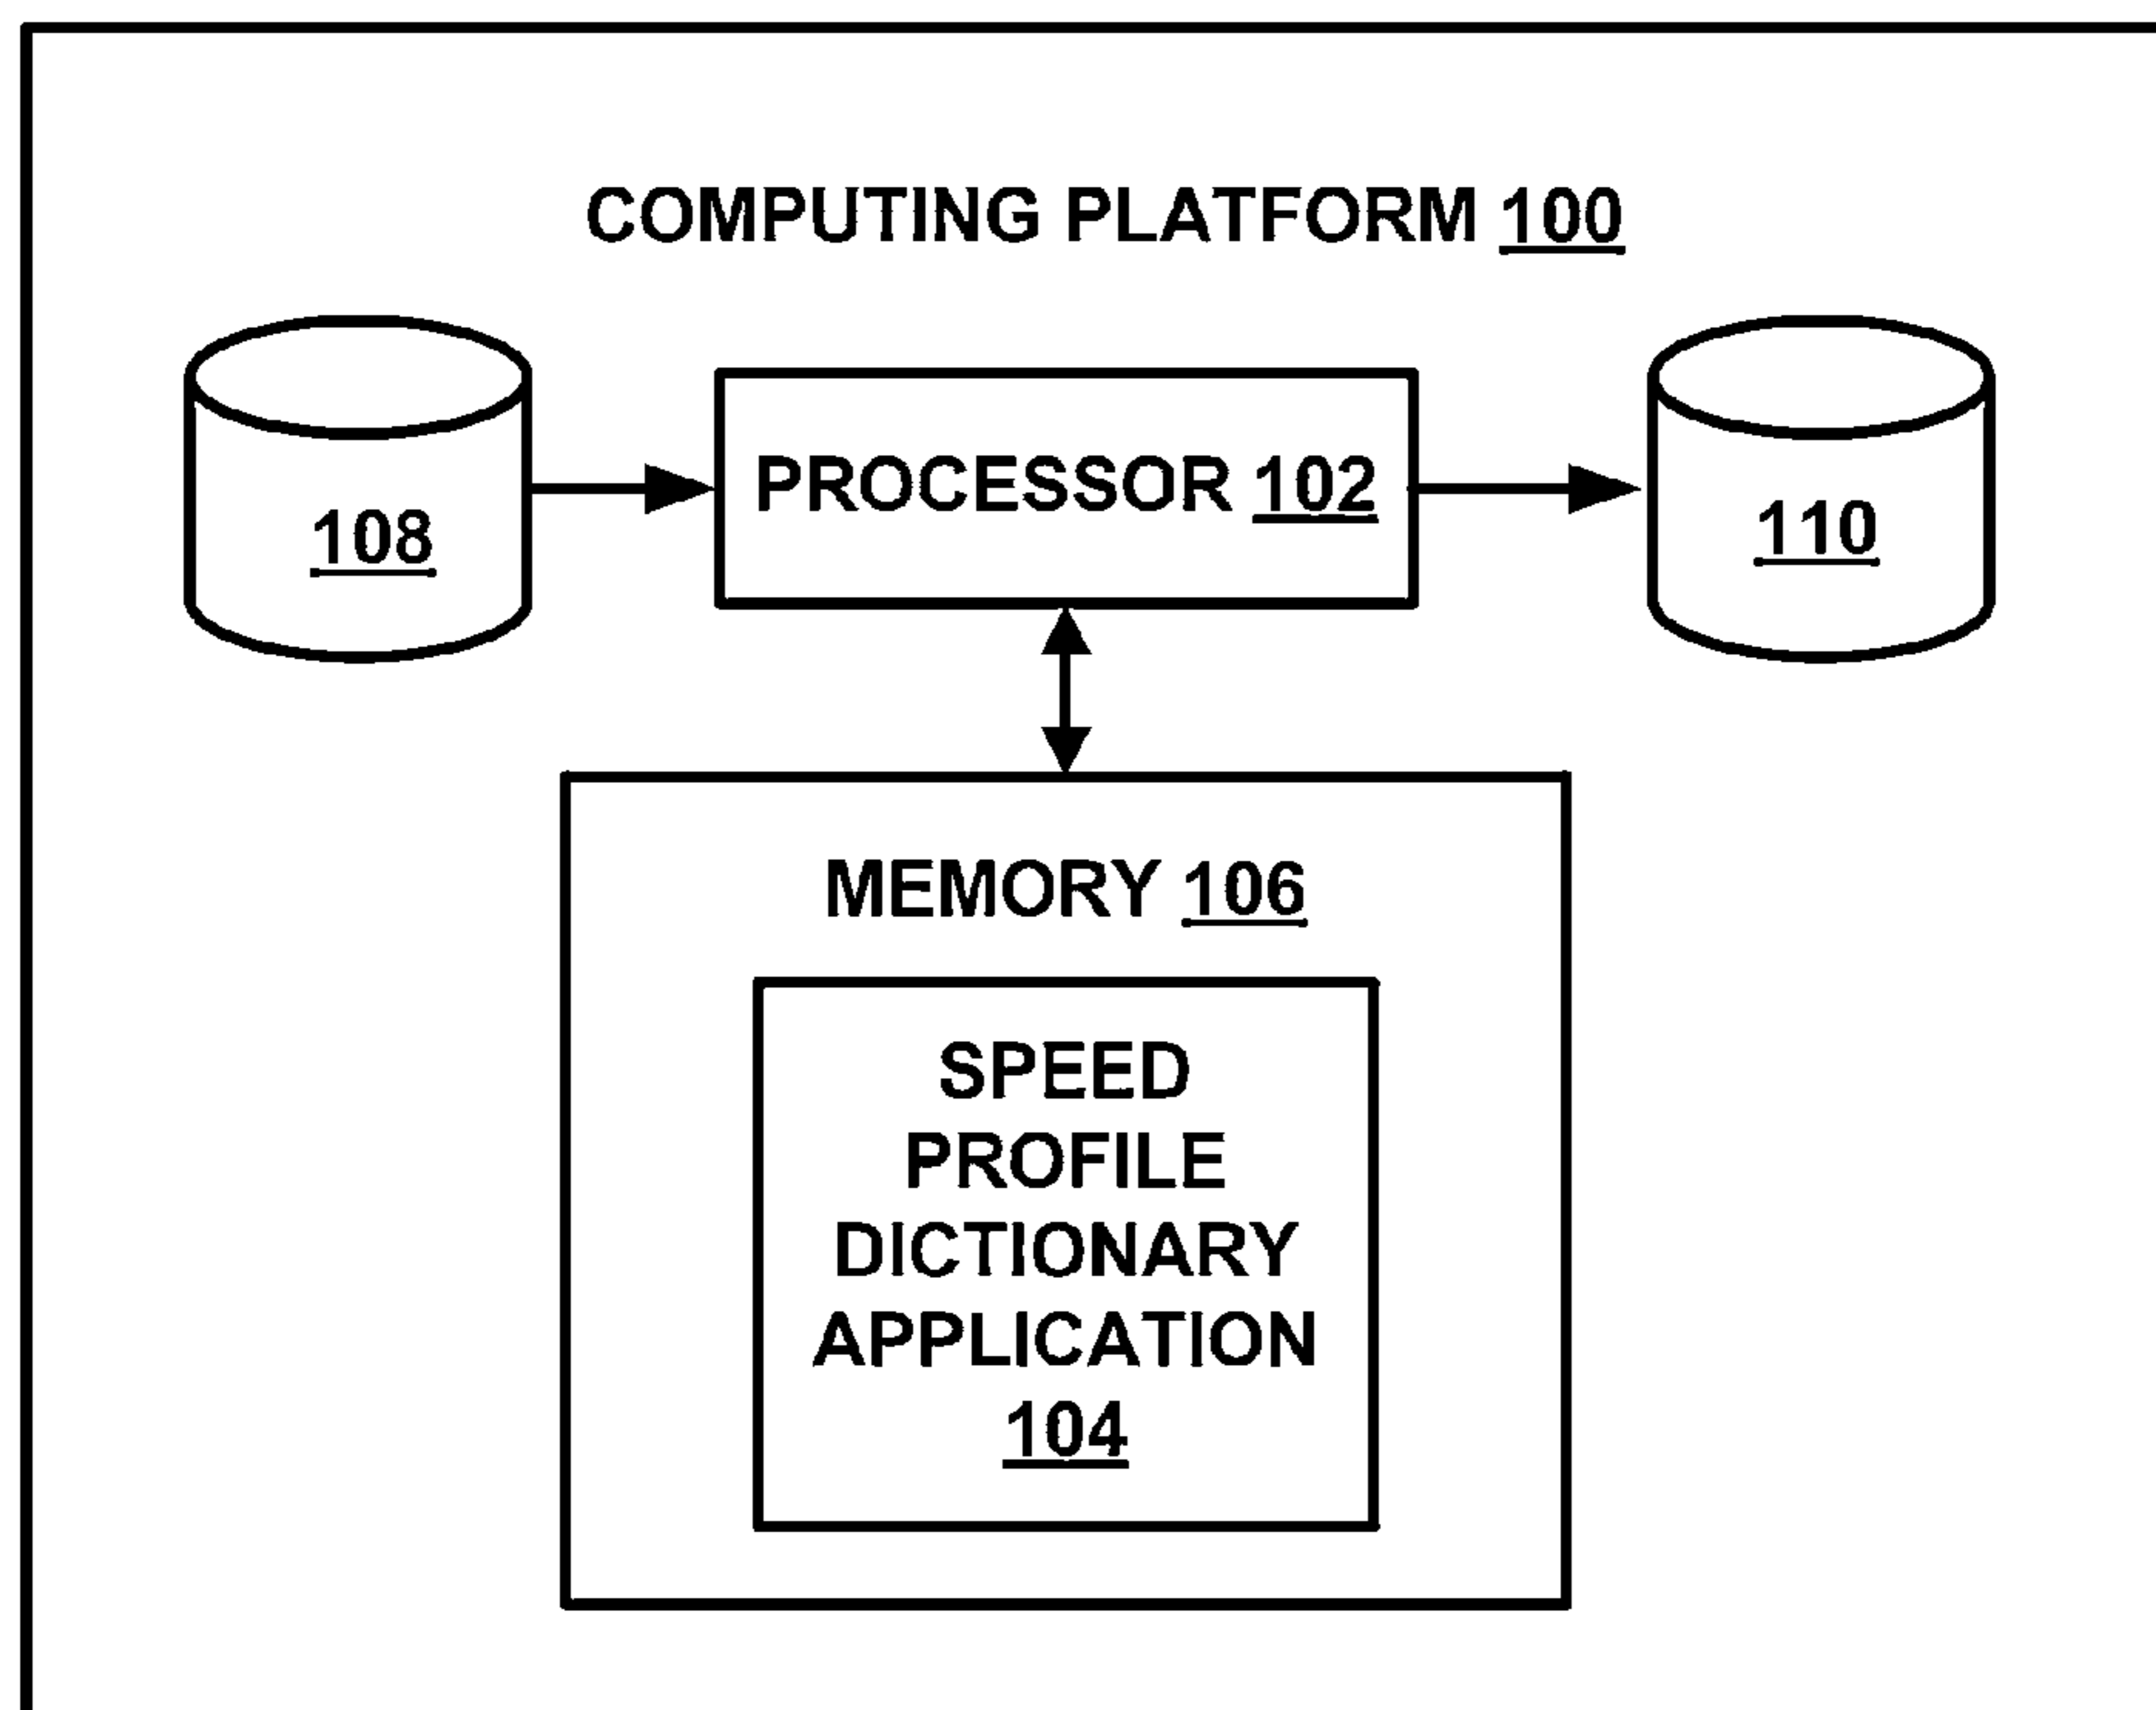 COMPUTING PLATFORM 100
108
PROCESSOR 102
110
MEMORY 106
SPEED
PROFILE
DICTIONARY
APPLICATION
104